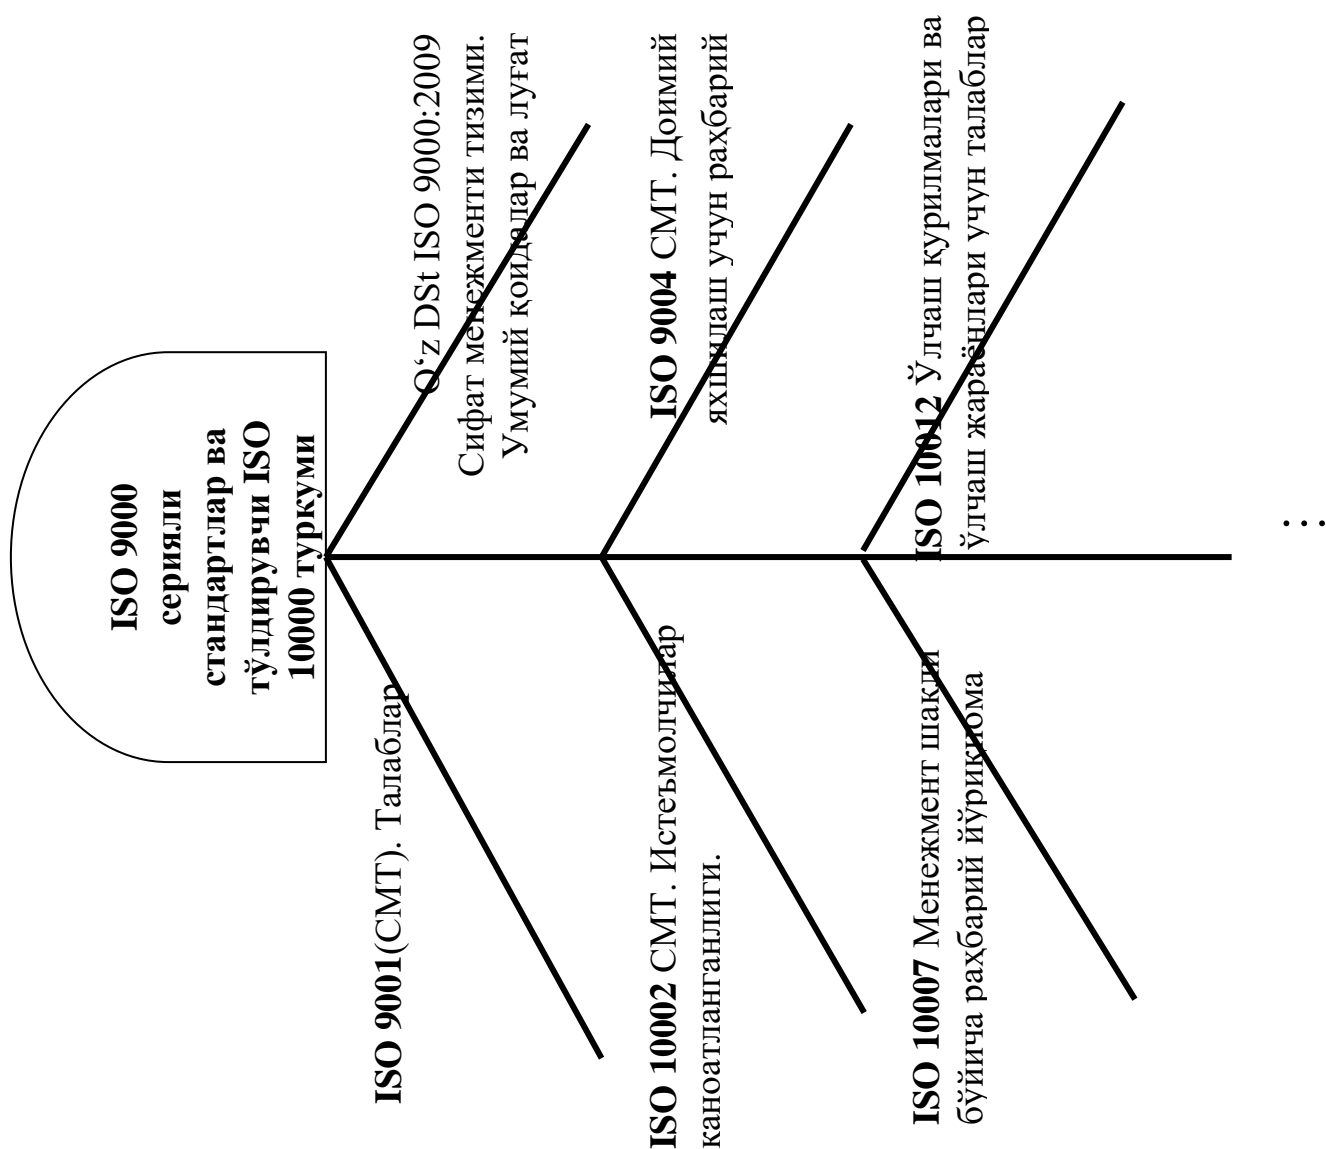 ISO 9000
серияли
стандартлар ва
тўлдирувчи ISO
10000 туркуми
ISO 9001(СМТ). Талаблар
O‘z DSt ISO 9000:2009
Сифат менежменти тизими.
Умумий қоидалар ва луғат
ISO 10002 СМТ. Истеъмолчилар
каноатланганлиги.
ISO 9004 СМТ. Доимий
яхшилаш учун раҳбарий
ISO 10007 Менежмент шакли
бўйича раҳбарий йўриқнома
ISO 10012 Ўлчаш қурилмалари ва
ўлчаш жараёнлари учун талаблар
...